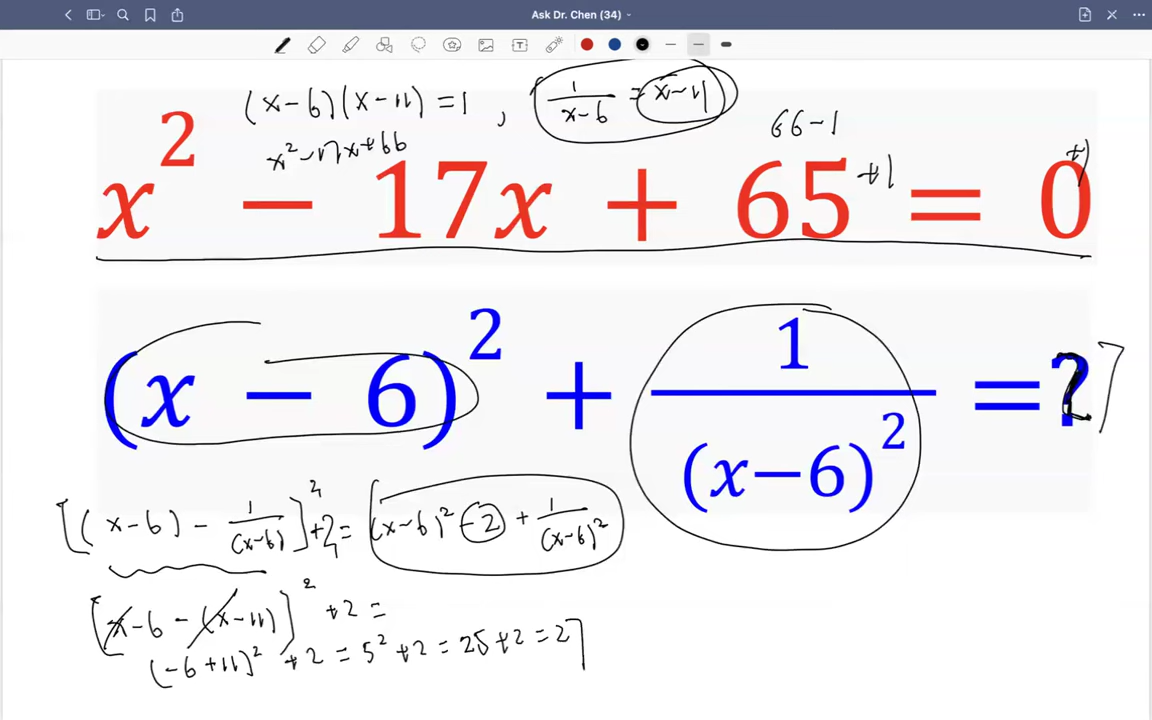 Ask Dr. Chen (34)
(x-6)(x-11) = 1 , 1/(x-6) = x-11
x² - 17x + 66
66-1
x² - 17x + 65 +1 = 0 +1
(x - 6)² + 1/(x-6)² = ? 27
[(x-6) - 1/(x-6)]² + 2 = (x-6)² - 2 + 1/(x-6)²
[x-6 - (x-11)]² + 2 =
(-6+11)² + 2 = 5² + 2 = 25 + 2 = 27